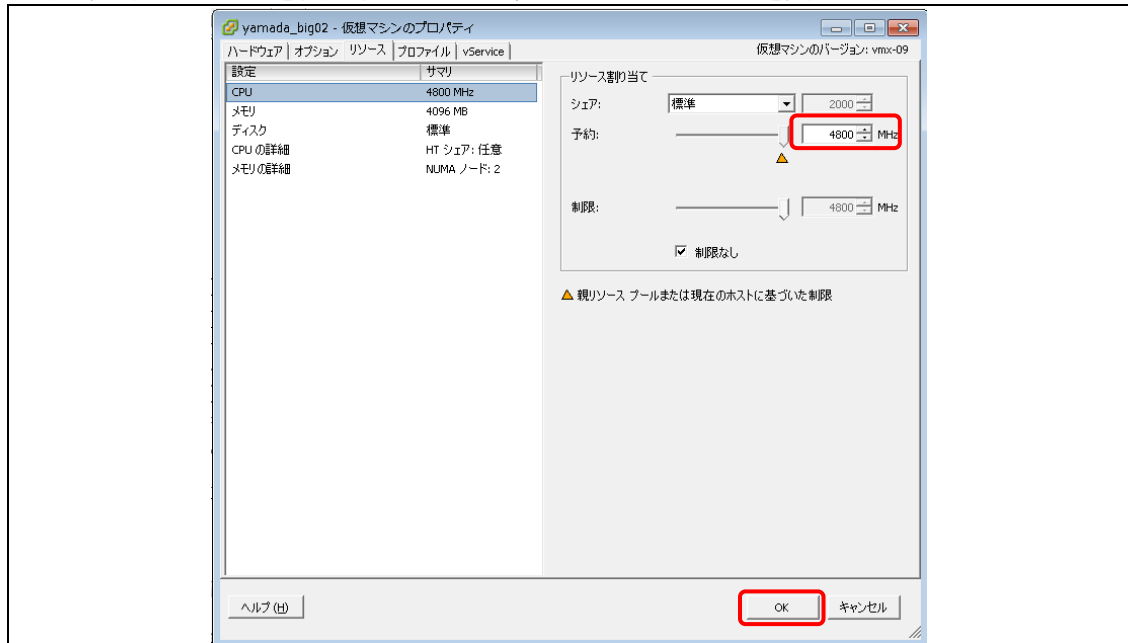 yamada_big02 - 仮想マシンのプロパティ
ハードウェア オプション リソース プロファイル vService
仮想マシンのバージョン: vmx-09
設定 サマリ
CPU 4800 MHz
メモリ 4096 MB
ディスク 標準
CPU の詳細 HT シェア: 任意
メモリの詳細 NUMA ノード: 2
リソース割り当て
シェア: 標準 2000
予約: 4800 MHz
制限: 4800 MHz
制限なし
親リソース プールまたは現在のホストに基づいた制限
ヘルプ (H) OK キャンセル